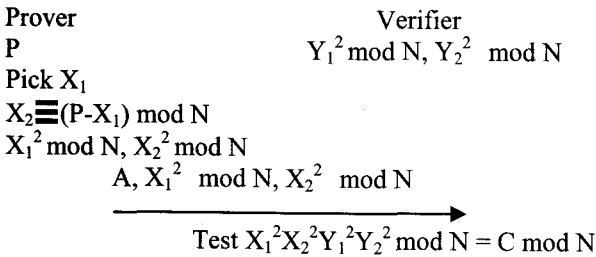 Prover Verifier
P Y₁² mod N, Y₂² mod N
Pick X₁
X₂≡(P-X₁) mod N
X₁² mod N, X₂² mod N
A, X₁² mod N, X₂² mod N
Test X₁²X₂²Y₁²Y₂² mod N = C mod N